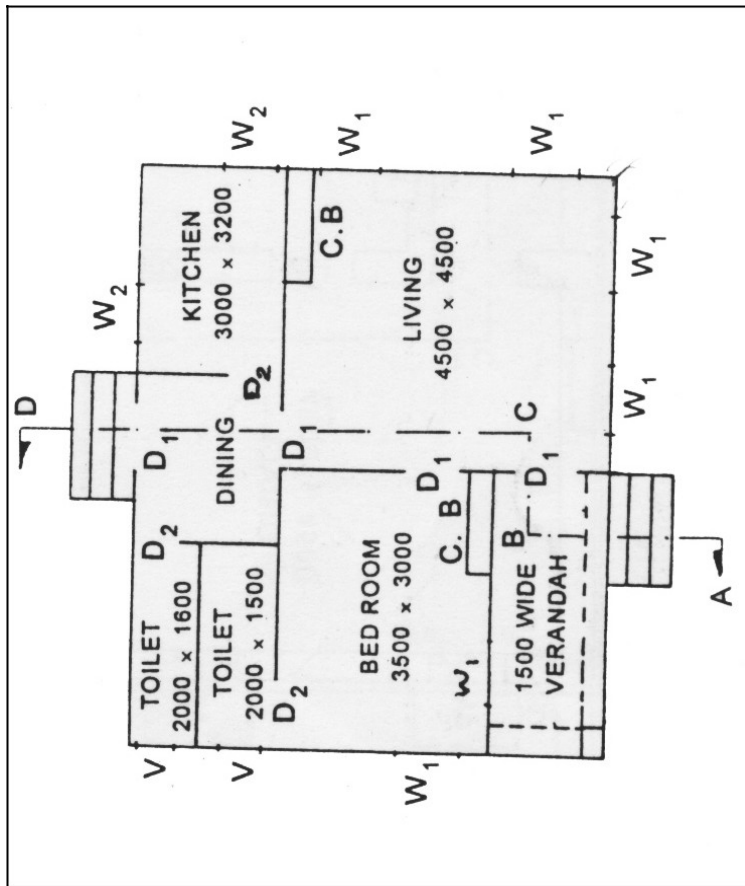 W1
V
V
TOILET
2000 x 1600
TOILET
2000 x 1500
D2
D2
BED ROOM
3500 x 3000
W1
1500 WIDE
VERANDAH
C. B
A
B
D1
D1
D1
D1
DINING
D
C
D2
LIVING
4500 x 4500
KITCHEN
3000 x 3200
C. B
W1
W1
W2
W1
W1
W2